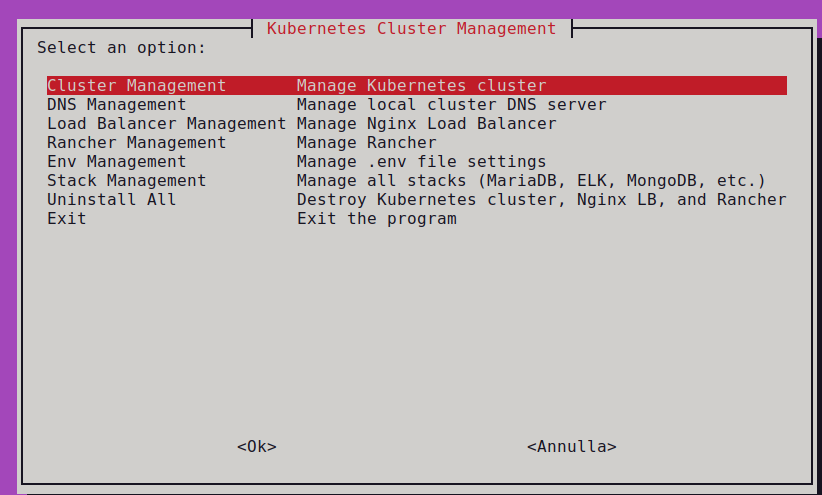 Kubernetes Cluster Management
Select an option:
Cluster Management Manage Kubernetes cluster
DNS Management Manage local cluster DNS server
Load Balancer Management Manage Nginx Load Balancer
Rancher Management Manage Rancher
Env Management Manage .env file settings
Stack Management Manage all stacks (MariaDB, ELK, MongoDB, etc.)
Uninstall All Destroy Kubernetes cluster, Nginx LB, and Rancher
Exit Exit the program
<Ok> <Annulla>